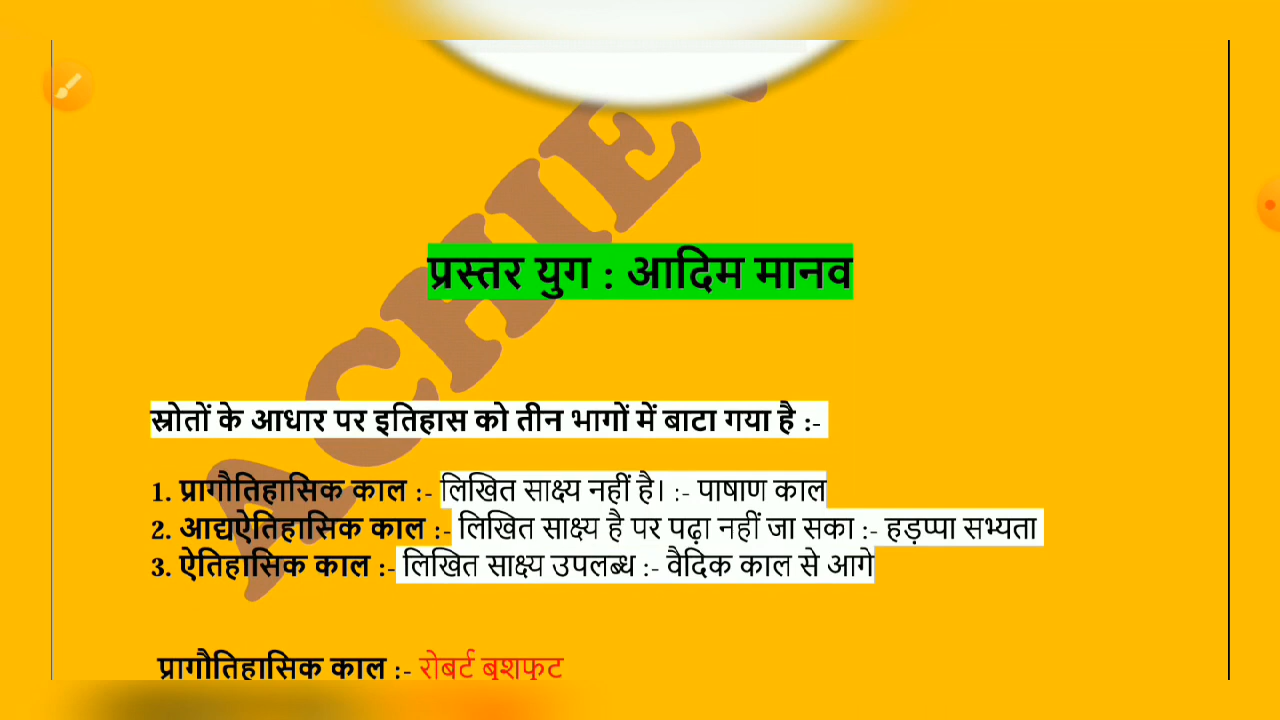 ACHIE
प्रस्तर युग : आदिम मानव
स्रोतों के आधार पर इतिहास को तीन भागों में बाटा गया है :-
1. प्रागौतिहासिक काल :- लिखित साक्ष्य नहीं है। :- पाषाण काल
2. आद्यऐतिहासिक काल :- लिखित साक्ष्य है पर पढ़ा नहीं जा सका :- हड़प्पा सभ्यता
3. ऐतिहासिक काल :- लिखित साक्ष्य उपलब्ध :- वैदिक काल से आगे
प्रागौतिहासिक काल :- रोबर्ट